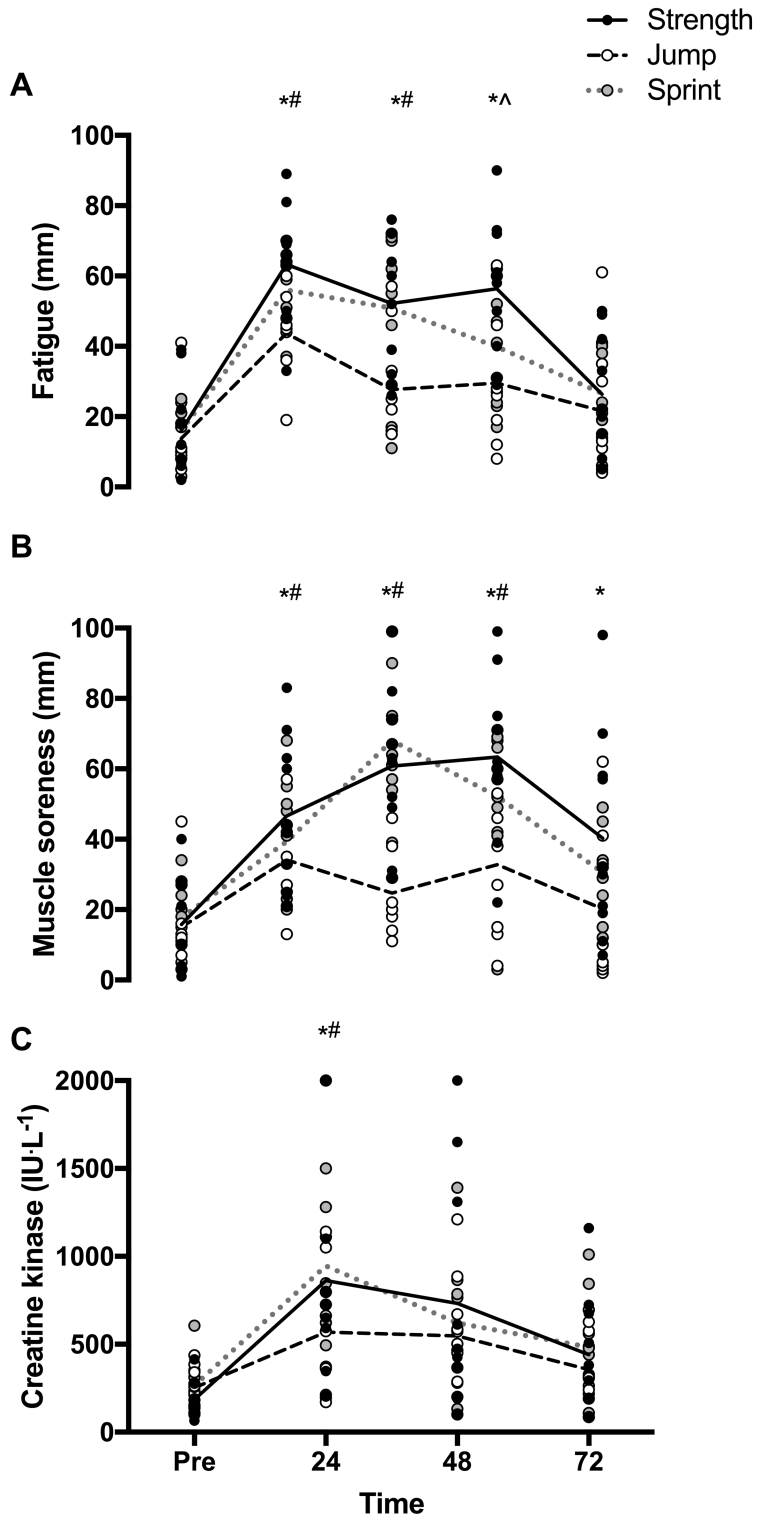 Strength
Jump
Sprint
A
*# *# *^
100
80
60
40
20
0
Fatigue (mm)
B
*# *# *# *
100
80
60
40
20
0
Muscle soreness (mm)
C
*#
2000
1500
1000
500
0
Creatine kinase (IU·L-1)
Pre 24 48 72
Time